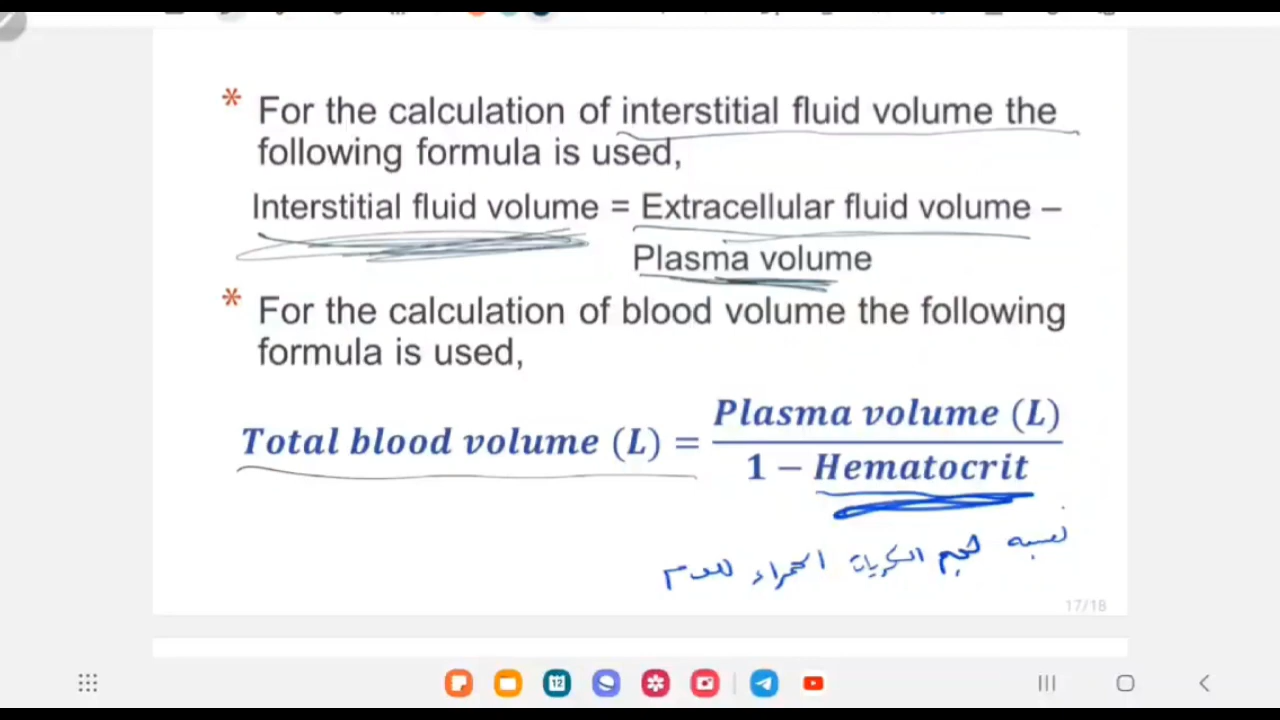 * For the calculation of interstitial fluid volume the
following formula is used,
Interstitial fluid volume = Extracellular fluid volume –
Plasma volume
* For the calculation of blood volume the following
formula is used,
Total blood volume (L) = Plasma volume (L) / 1 − Hematocrit
نسبة حجم الكريات الحمراء للدم
17/18
12